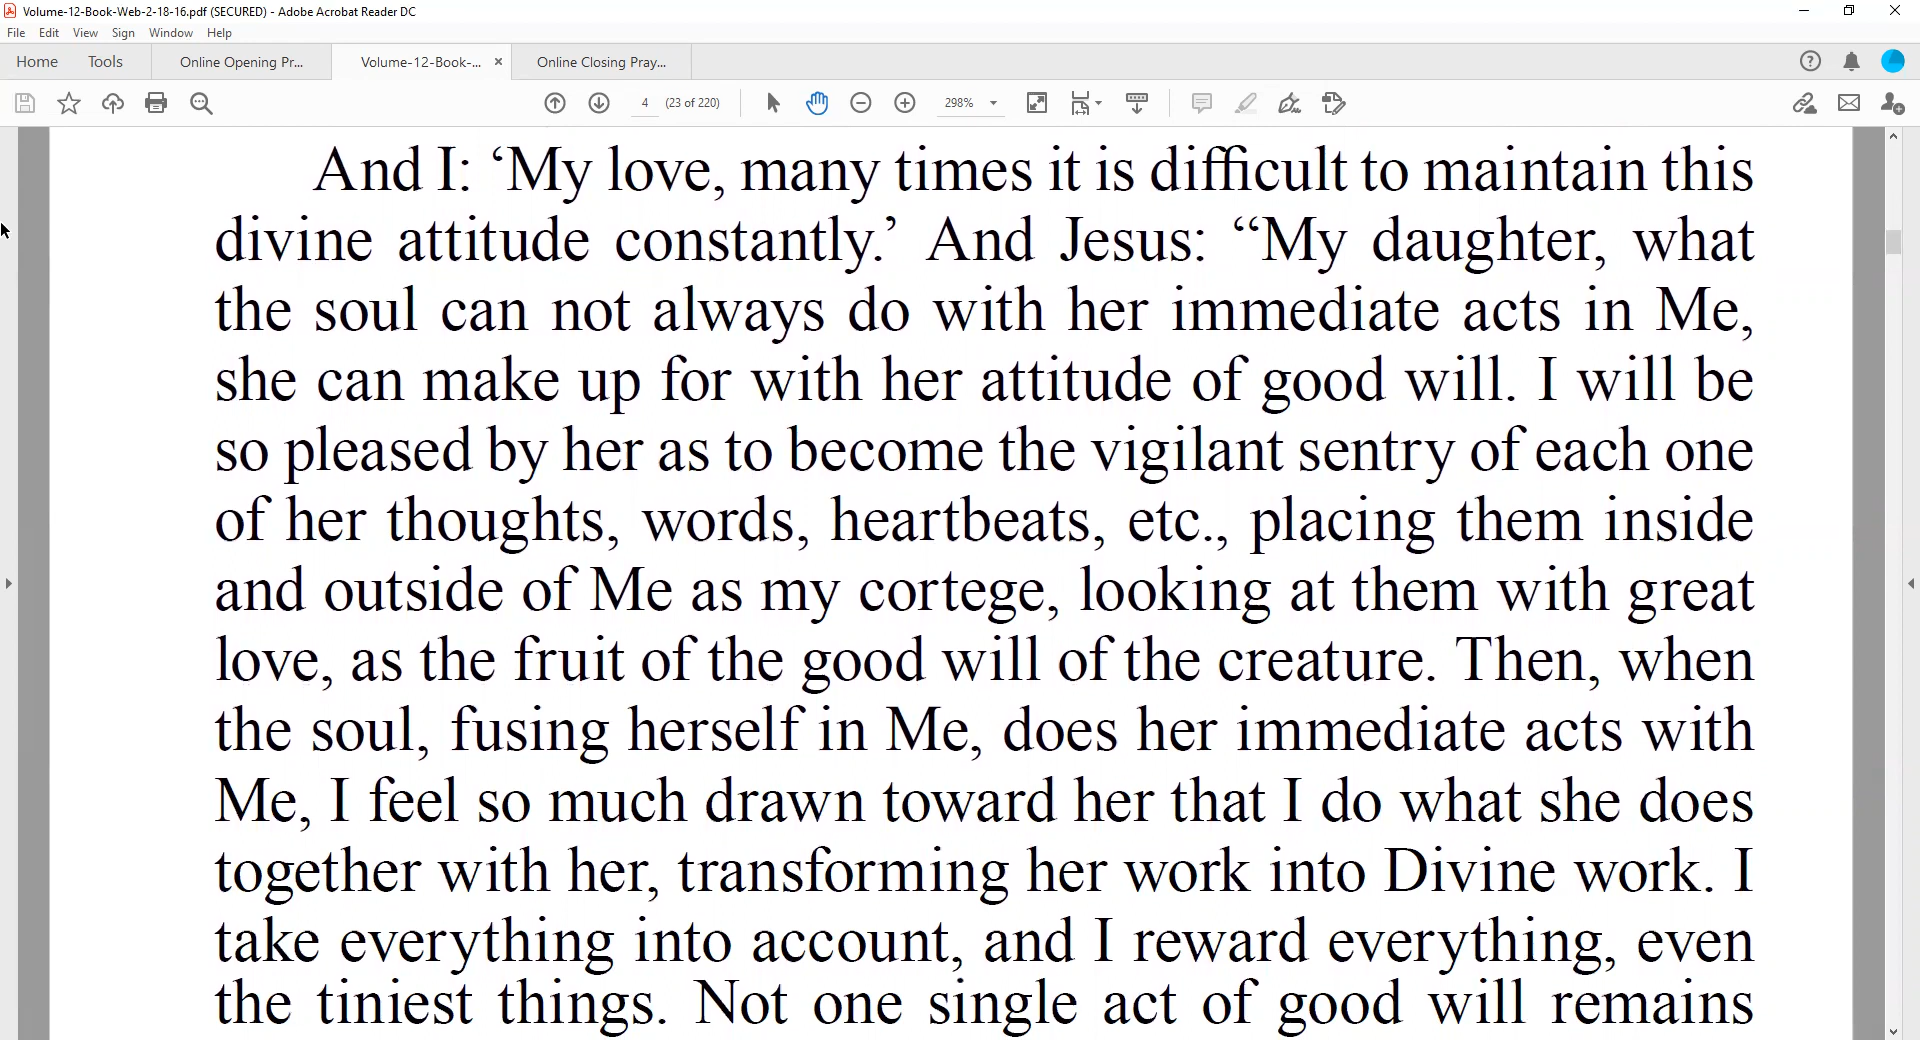 Volume-12-Book-Web-2-18-16.pdf (SECURED) - Adobe Acrobat Reader DC
File Edit View Sign Window Help
Home Tools Online Opening Pr... Volume-12-Book-... × Online Closing Pray...
4 (23 of 220) 298%
And I: ‘My love, many times it is difficult to maintain this
divine attitude constantly.’ And Jesus: “My daughter, what
the soul can not always do with her immediate acts in Me,
she can make up for with her attitude of good will. I will be
so pleased by her as to become the vigilant sentry of each one
of her thoughts, words, heartbeats, etc., placing them inside
and outside of Me as my cortege, looking at them with great
love, as the fruit of the good will of the creature. Then, when
the soul, fusing herself in Me, does her immediate acts with
Me, I feel so much drawn toward her that I do what she does
together with her, transforming her work into Divine work. I
take everything into account, and I reward everything, even
the tiniest things. Not one single act of good will remains